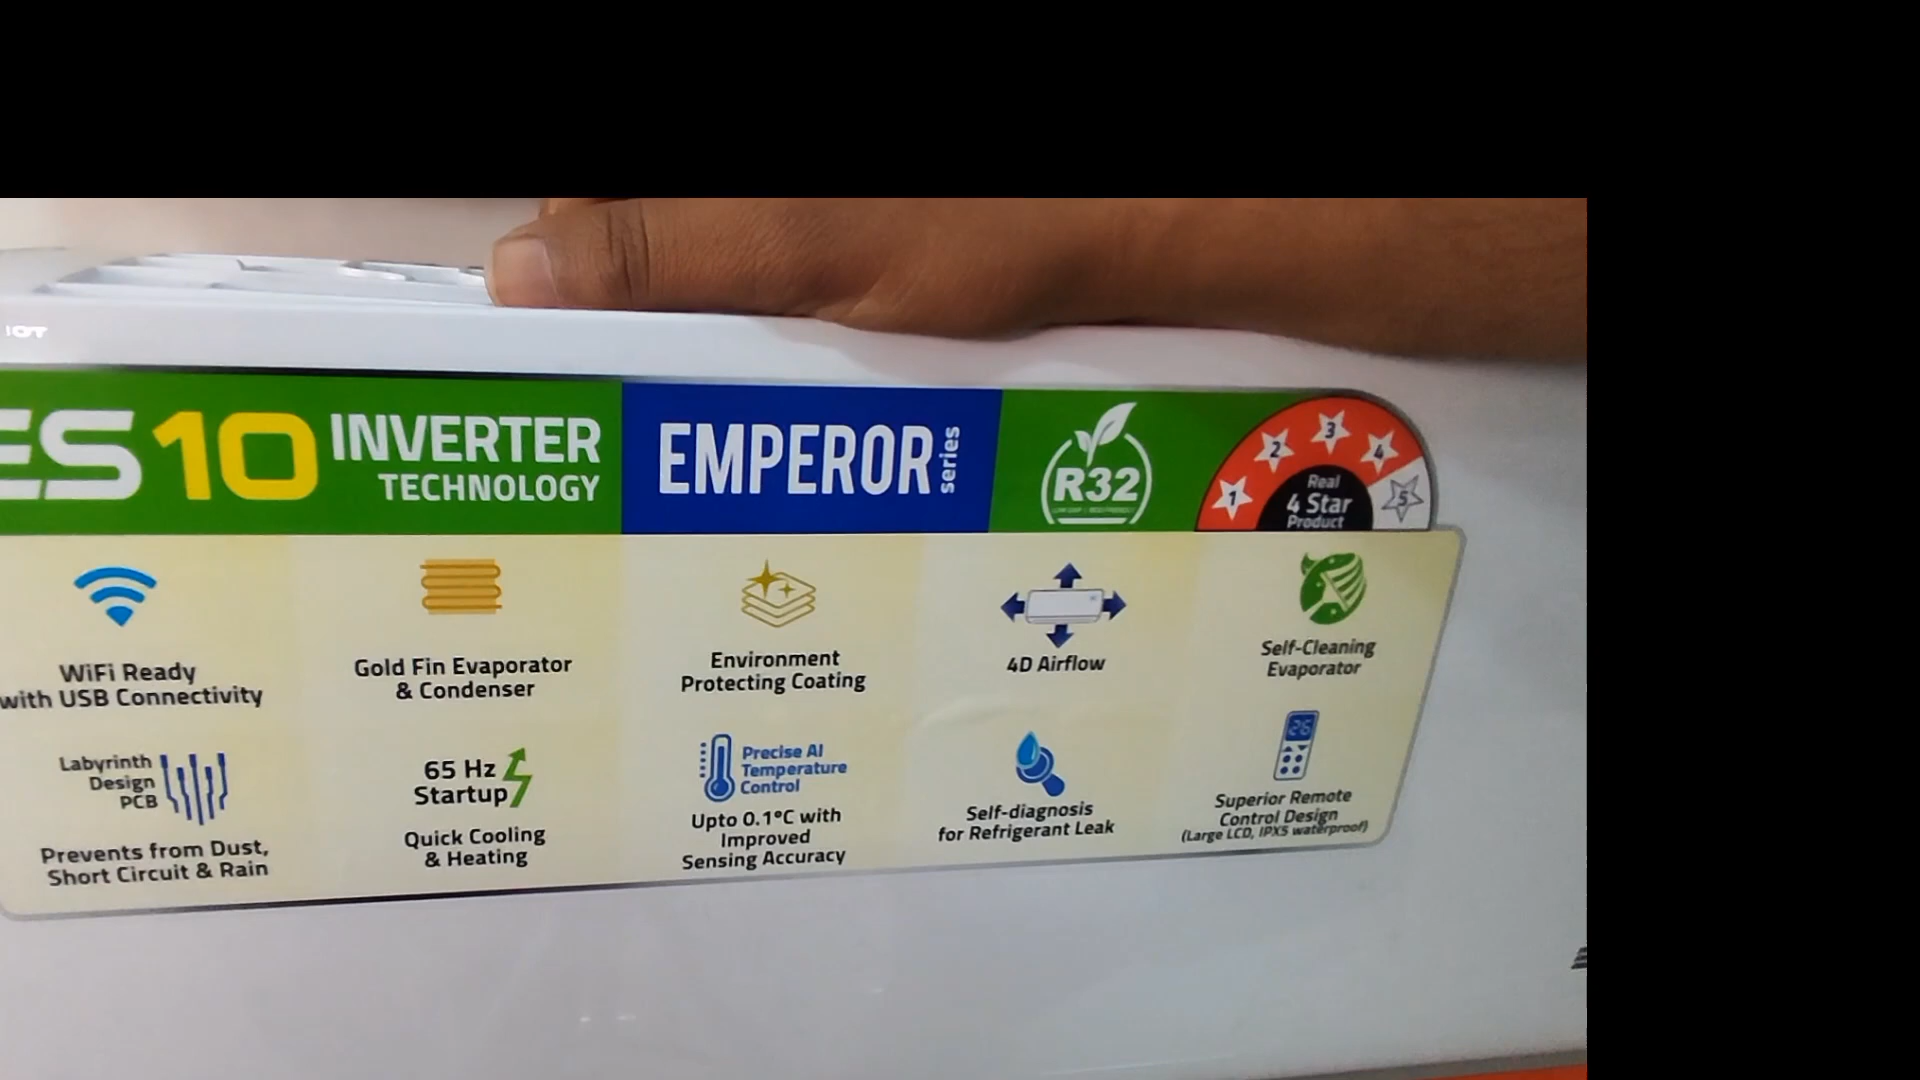 IOT
ES10 INVERTER
TECHNOLOGY
EMPEROR series
R32
1 2 3 4 5
Real
4 Star
Product
WiFi Ready
with USB Connectivity
Gold Fin Evaporator
& Condenser
Environment
Protecting Coating
4D Airflow
Self-Cleaning
Evaporator
Labyrinth
Design
PCB
Prevents from Dust,
Short Circuit & Rain
65 Hz
Startup
Quick Cooling
& Heating
Precise AI
Temperature
Control
Upto 0.1°C with
Improved
Sensing Accuracy
Self-diagnosis
for Refrigerant Leak
26
Superior Remote
Control Design
(Large LCD, IPX5 waterproof)